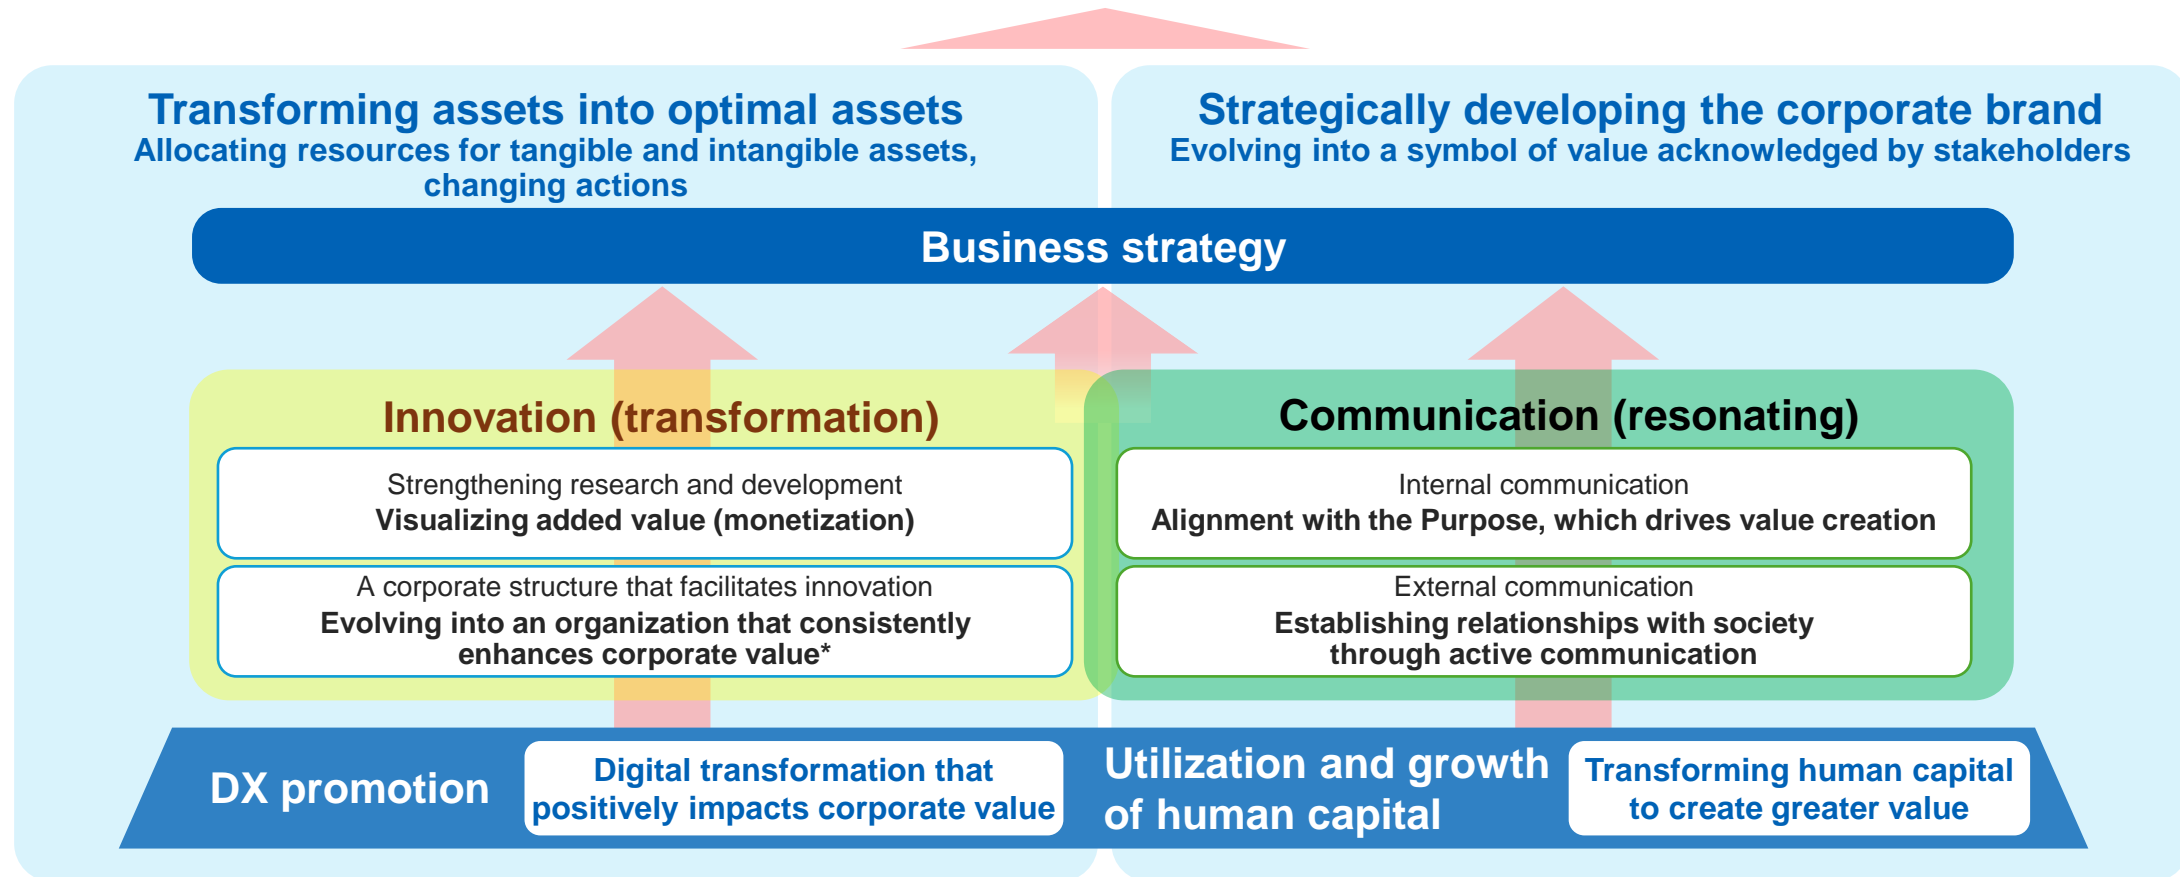 Transforming assets into optimal assets
Allocating resources for tangible and intangible assets,
changing actions
Strategically developing the corporate brand
Evolving into a symbol of value acknowledged by stakeholders
Business strategy
Innovation (transformation)
Strengthening research and development
Visualizing added value (monetization)
A corporate structure that facilitates innovation
Evolving into an organization that consistently
enhances corporate value*
Communication (resonating)
Internal communication
Alignment with the Purpose, which drives value creation
External communication
Establishing relationships with society
through active communication
DX promotion
Digital transformation that
positively impacts corporate value
Utilization and growth
of human capital
Transforming human capital
to create greater value